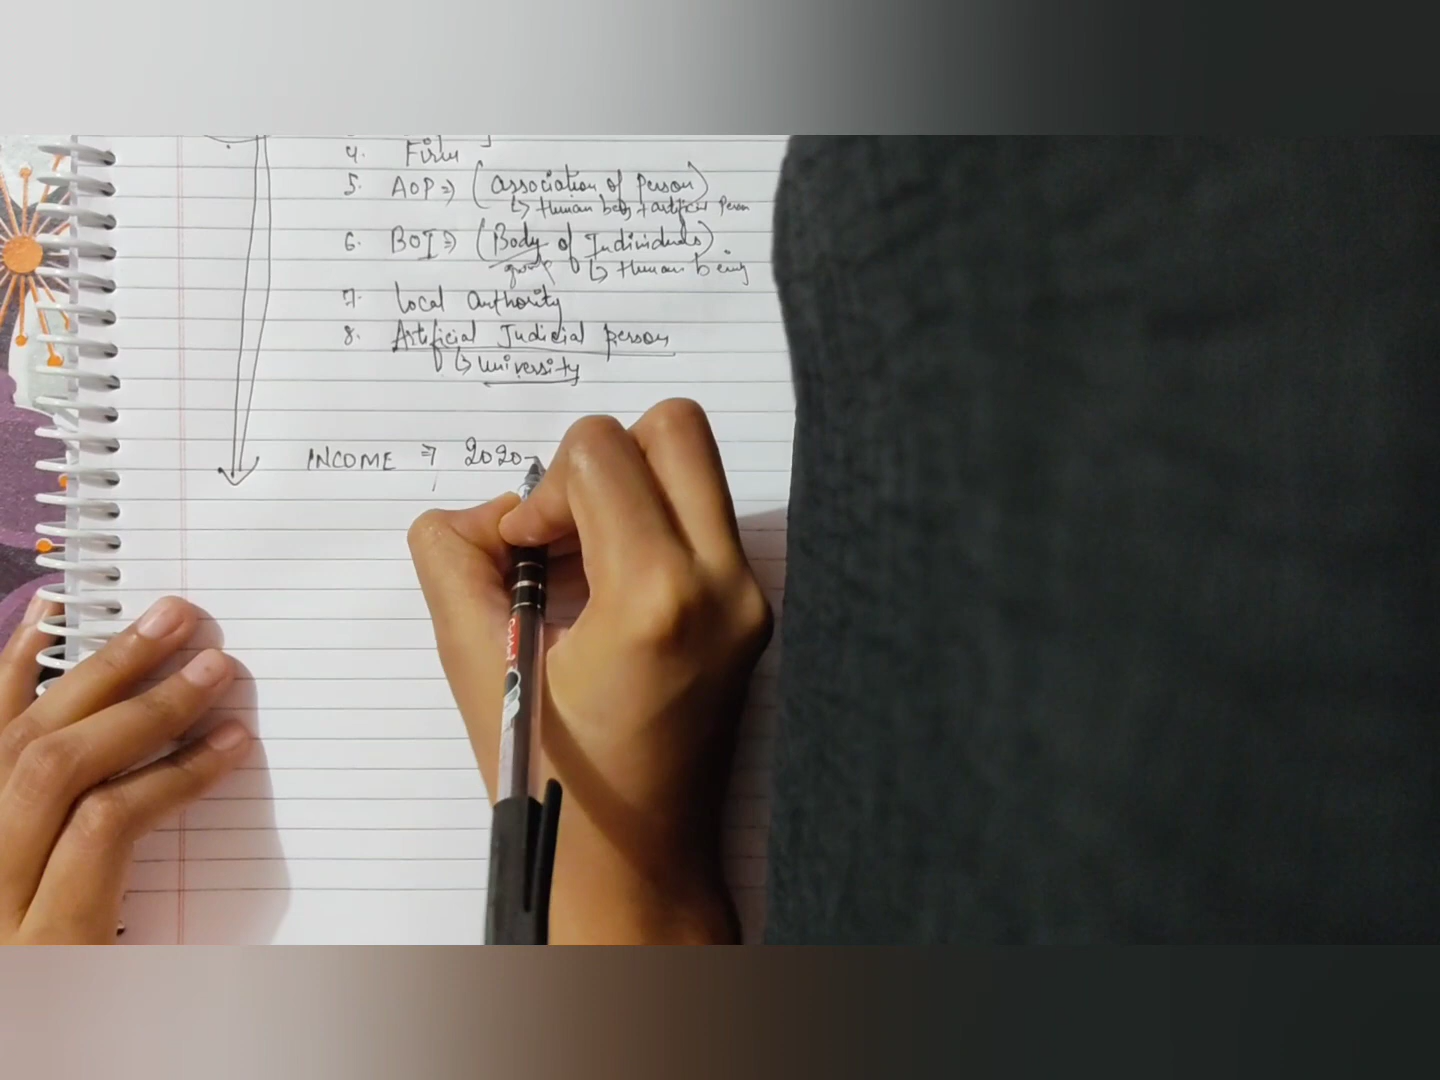 4. Firm
5. AOP => (Association of Person)
↳ Human being + artificial person
6. BOI => (Body of Individuals).
group ↳ Human being
7. Local authority
8. Artificial Judicial person
↳ University
INCOME => 2020-